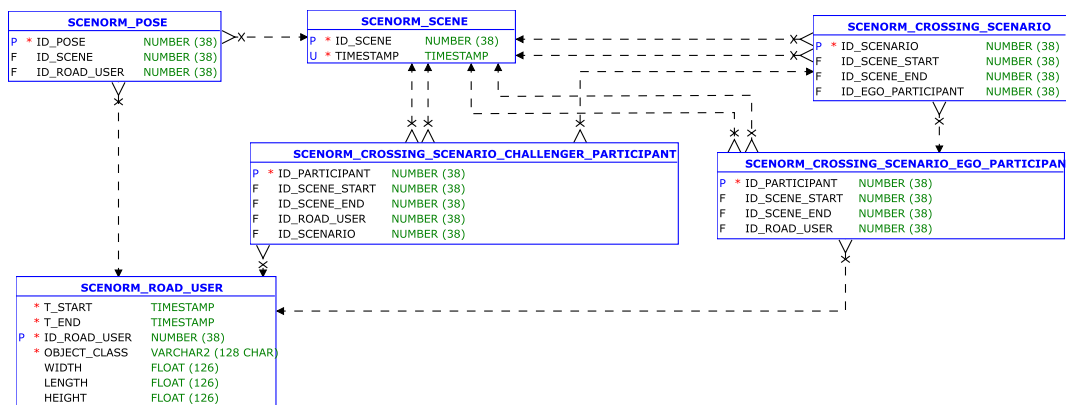 SCENORM_POSE
P * ID_POSE NUMBER (38)
F ID_SCENE NUMBER (38)
F ID_ROAD_USER NUMBER (38)
SCENORM_SCENE
P * ID_SCENE NUMBER (38)
U * TIMESTAMP TIMESTAMP
SCENORM_CROSSING_SCENARIO
P * ID_SCENARIO NUMBER (38)
F ID_SCENE_START NUMBER (38)
F ID_SCENE_END NUMBER (38)
F ID_EGO_PARTICIPANT NUMBER (38)
SCENORM_CROSSING_SCENARIO_CHALLENGER_PARTICIPANT
P * ID_PARTICIPANT NUMBER (38)
F ID_SCENE_START NUMBER (38)
F ID_SCENE_END NUMBER (38)
F ID_ROAD_USER NUMBER (38)
F ID_SCENARIO NUMBER (38)
SCENORM_CROSSING_SCENARIO_EGO_PARTICIPAN
P * ID_PARTICIPANT NUMBER (38)
F ID_SCENE_START NUMBER (38)
F ID_SCENE_END NUMBER (38)
F ID_ROAD_USER NUMBER (38)
SCENORM_ROAD_USER
* T_START TIMESTAMP
* T_END TIMESTAMP
P * ID_ROAD_USER NUMBER (38)
* OBJECT_CLASS VARCHAR2 (128 CHAR)
WIDTH FLOAT (126)
LENGTH FLOAT (126)
HEIGHT FLOAT (126)